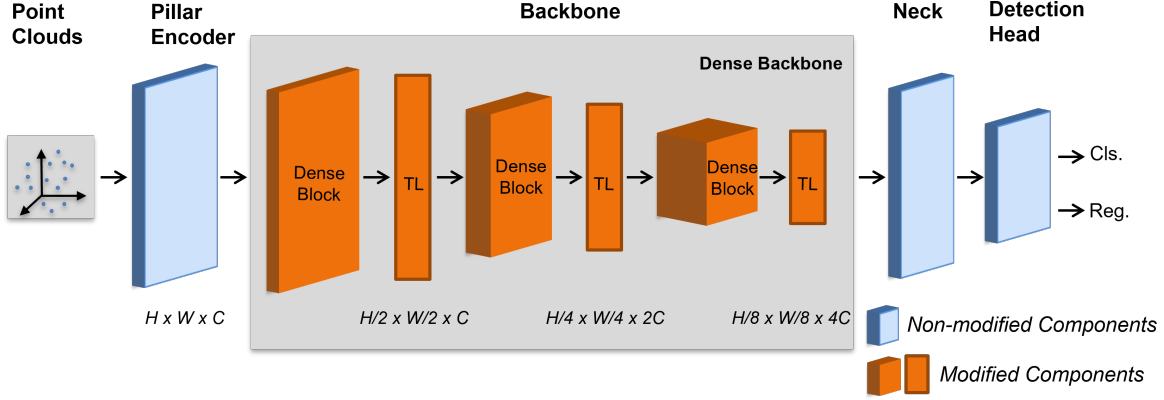 Point
Clouds
Pillar
Encoder
Backbone
Neck
Detection
Head
Dense Backbone
Dense
Block
TL
Dense
Block
TL
Dense
Block
TL
Cls.
Reg.
H x W x C
H/2 x W/2 x C
H/4 x W/4 x 2C
H/8 x W/8 x 4C
Non-modified Components
Modified Components